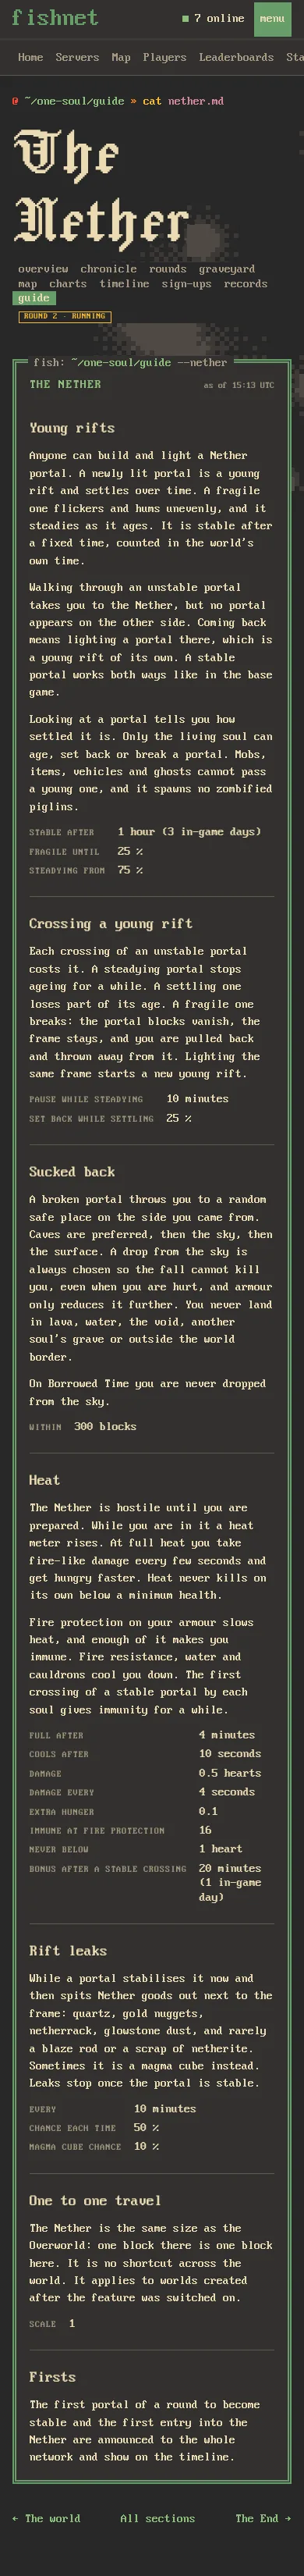 fishnet
7 online
menu
Home Servers Map Players Leaderboards Sta
@ ~/one-soul/guide » cat nether.md
The
Nether
overview chronicle rounds graveyard
map charts timeline sign-ups records
guide
ROUND 2 · RUNNING
fish: ~/one-soul/guide --nether
THE NETHER
as of 15:13 UTC
Young rifts
Anyone can build and light a Nether
portal. A newly lit portal is a young
rift and settles over time. A fragile
one flickers and hums unevenly, and it
steadies as it ages. It is stable after
a fixed time, counted in the world's
own time.
Walking through an unstable portal
takes you to the Nether, but no portal
appears on the other side. Coming back
means lighting a portal there, which is
a young rift of its own. A stable
portal works both ways like in the base
game.
Looking at a portal tells you how
settled it is. Only the living soul can
age, set back or break a portal. Mobs,
items, vehicles and ghosts cannot pass
a young one, and it spawns no zombified
piglins.
STABLE AFTER 1 hour (3 in-game days)
FRAGILE UNTIL 25 %
STEADYING FROM 75 %
Crossing a young rift
Each crossing of an unstable portal
costs it. A steadying portal stops
ageing for a while. A settling one
loses part of its age. A fragile one
breaks: the portal blocks vanish, the
frame stays, and you are pulled back
and thrown away from it. Lighting the
same frame starts a new young rift.
PAUSE WHILE STEADYING 10 minutes
SET BACK WHILE SETTLING 25 %
Sucked back
A broken portal throws you to a random
safe place on the side you came from.
Caves are preferred, then the sky, then
the surface. A drop from the sky is
always chosen so the fall cannot kill
you, even when you are hurt, and armour
only reduces it further. You never land
in lava, water, the void, another
soul's grave or outside the world
border.
On Borrowed Time you are never dropped
from the sky.
WITHIN 300 blocks
Heat
The Nether is hostile until you are
prepared. While you are in it a heat
meter rises. At full heat you take
fire-like damage every few seconds and
get hungry faster. Heat never kills on
its own below a minimum health.
Fire protection on your armour slows
heat, and enough of it makes you
immune. Fire resistance, water and
cauldrons cool you down. The first
crossing of a stable portal by each
soul gives immunity for a while.
FULL AFTER 4 minutes
COOLS AFTER 10 seconds
DAMAGE 0.5 hearts
DAMAGE EVERY 4 seconds
EXTRA HUNGER 0.1
IMMUNE AT FIRE PROTECTION 16
NEVER BELOW 1 heart
BONUS AFTER A STABLE CROSSING 20 minutes
(1 in-game
day)
Rift leaks
While a portal stabilises it now and
then spits Nether goods out next to the
frame: quartz, gold nuggets,
netherrack, glowstone dust, and rarely
a blaze rod or a scrap of netherite.
Sometimes it is a magma cube instead.
Leaks stop once the portal is stable.
EVERY 10 minutes
CHANCE EACH TIME 50 %
MAGMA CUBE CHANCE 10 %
One to one travel
The Nether is the same size as the
Overworld: one block there is one block
here. It is no shortcut across the
world. It applies to worlds created
after the feature was switched on.
SCALE 1
Firsts
The first portal of a round to become
stable and the first entry into the
Nether are announced to the whole
network and show on the timeline.
← The world All sections The End →